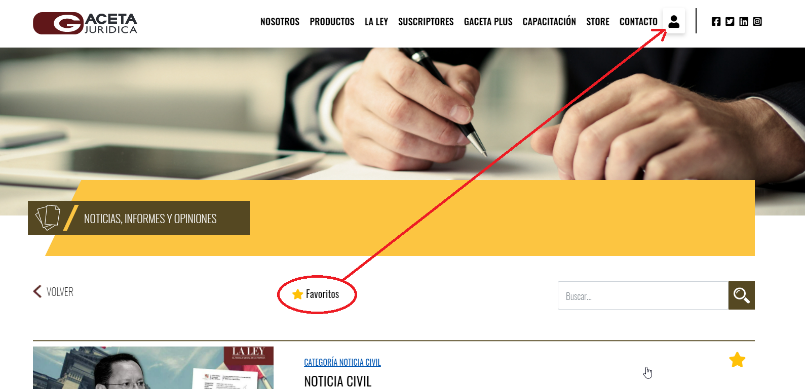 GACETA
JURIDICA
NOSOTROS PRODUCTOS LA LEY SUSCRIPTORES GACETA PLUS CAPACITACIÓN STORE CONTACTO
NOTICIAS, INFORMES Y OPINIONES
VOLVER
Favoritos
Buscar...
LA LEY
CATEGORÍA NOTICIA CIVIL
NOTICIA CIVIL